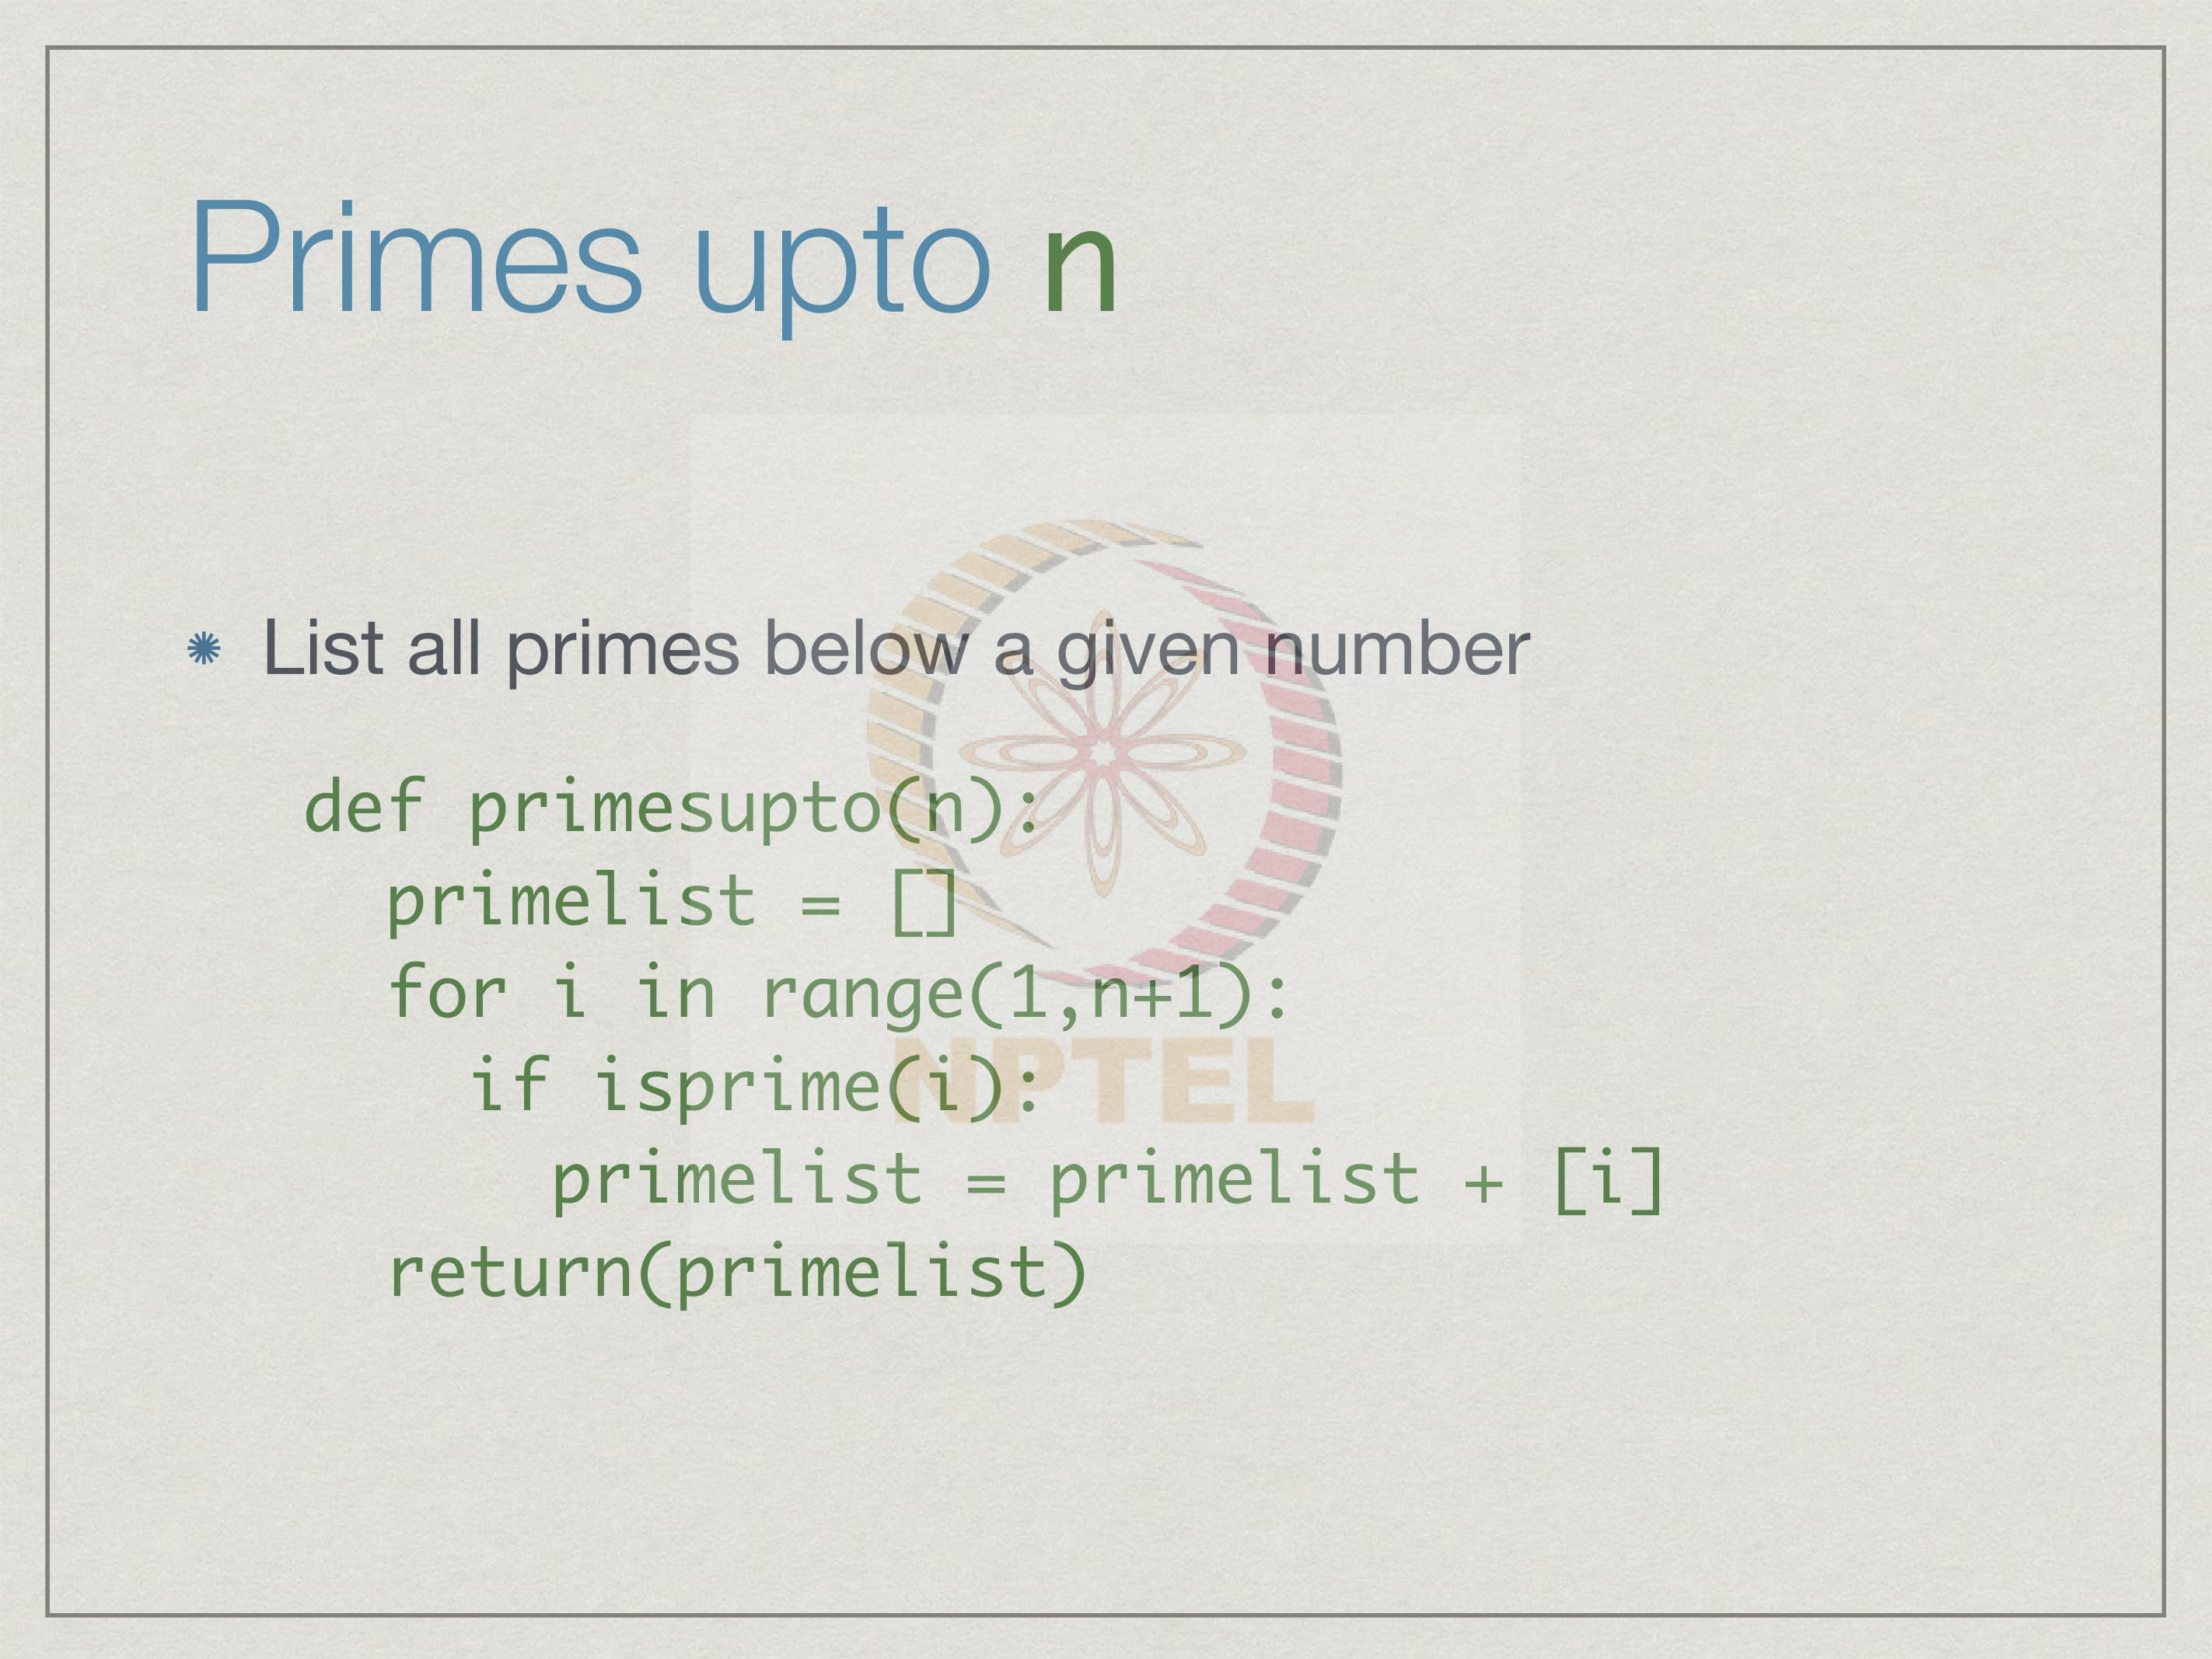 Primes upto n
List all primes below a given number
def primesupto(n):
  primelist = []
  for i in range(1,n+1):
    if isprime(i):
      primelist = primelist + [i]
  return(primelist)
NPTEL